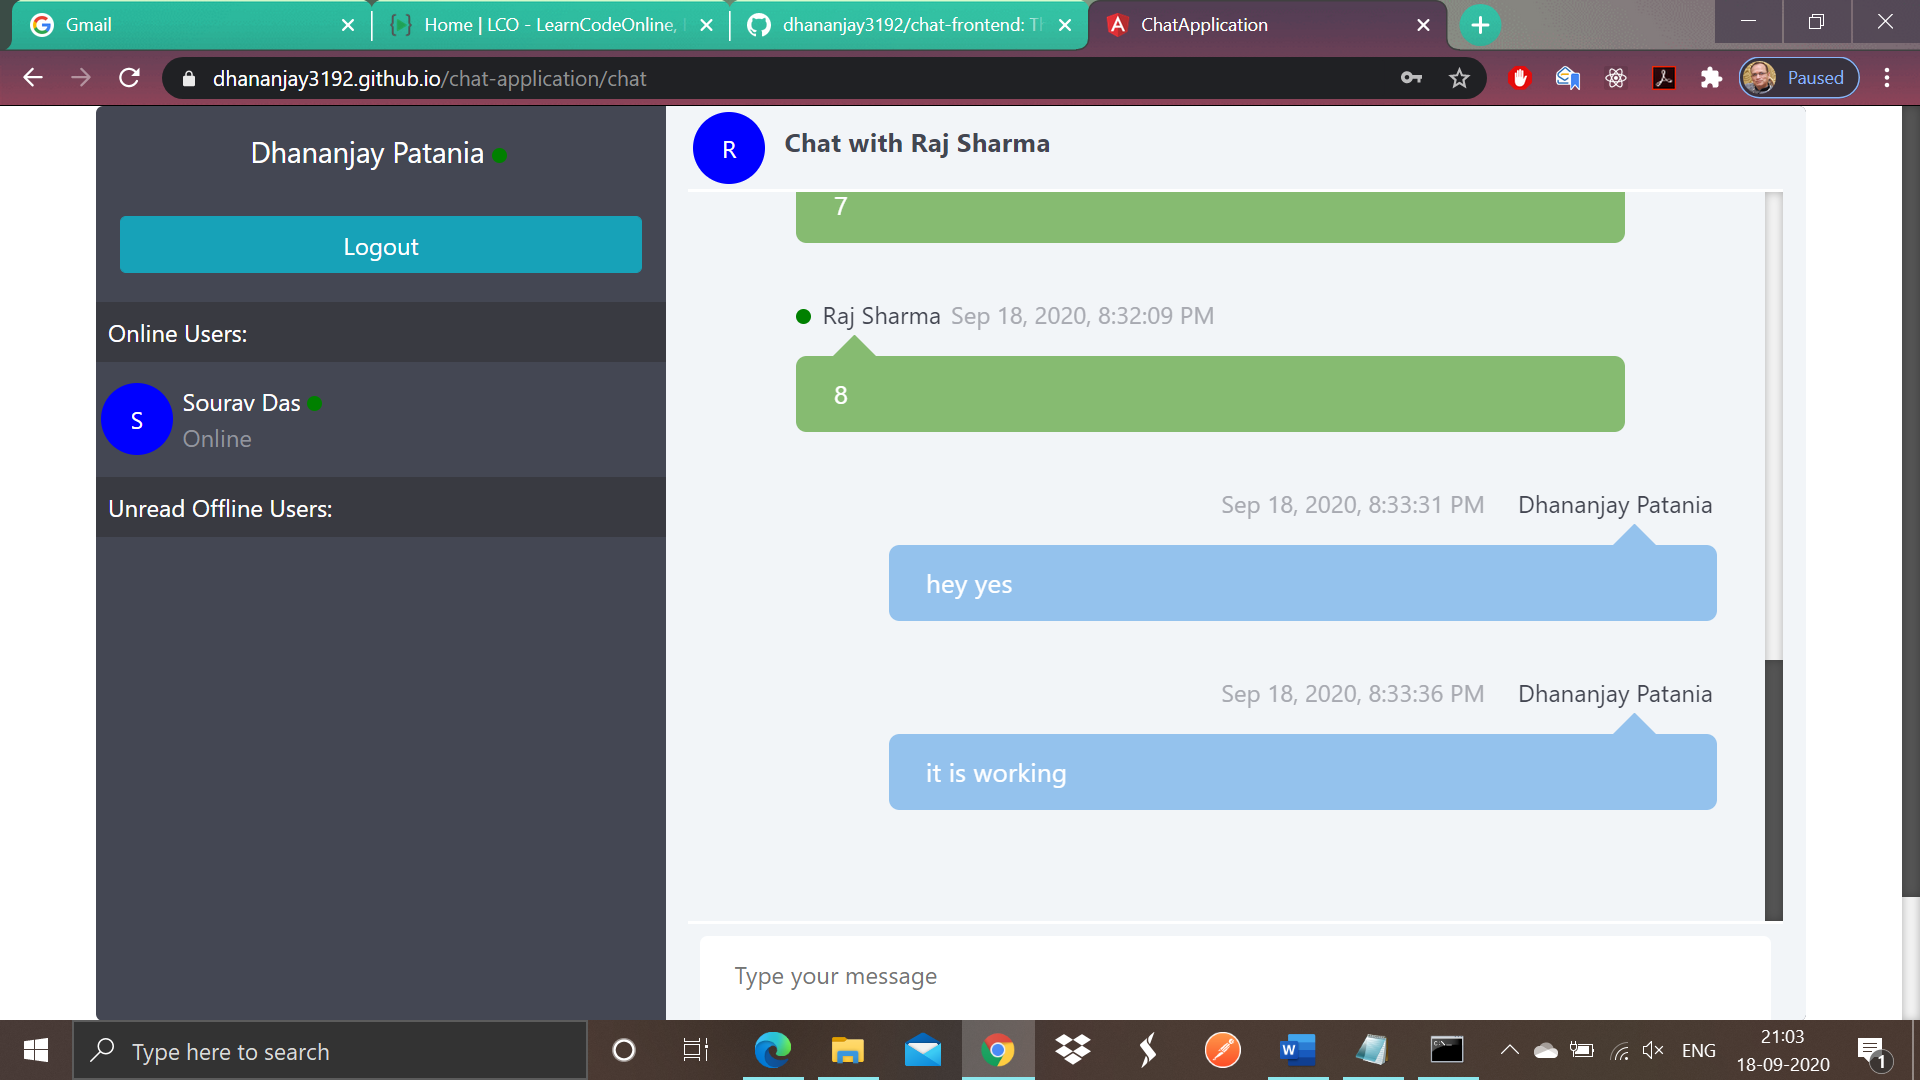 Gmail
Home | LCO - LearnCodeOnline,
dhananjay3192/chat-frontend: Th
ChatApplication
dhananjay3192.github.io/chat-application/chat
Paused
Dhananjay Patania
Logout
Online Users:
S
Sourav Das
Online
Unread Offline Users:
R
Chat with Raj Sharma
7
Raj Sharma Sep 18, 2020, 8:32:09 PM
8
Sep 18, 2020, 8:33:31 PM Dhananjay Patania
hey yes
Sep 18, 2020, 8:33:36 PM Dhananjay Patania
it is working
Type your message
Type here to search
ENG
21:03
18-09-2020
1